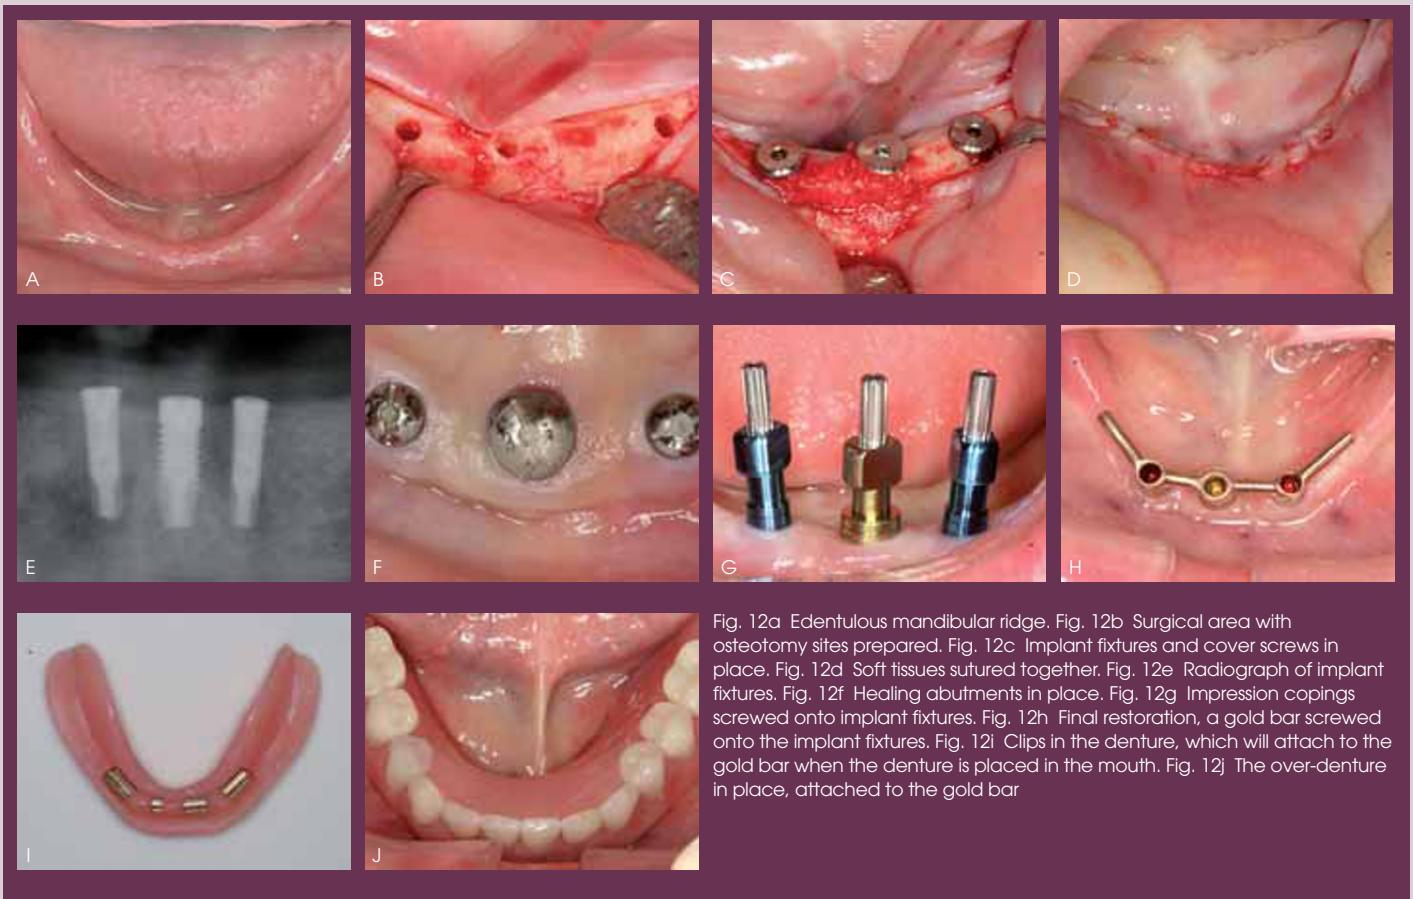 A
B
C
D
E
F
G
H
I
J
Fig. 12a Edentulous mandibular ridge. Fig. 12b Surgical area with
osteotomy sites prepared. Fig. 12c Implant fixtures and cover screws in
place. Fig. 12d Soft tissues sutured together. Fig. 12e Radiograph of implant
fixtures. Fig. 12f Healing abutments in place. Fig. 12g Impression copings
screwed onto implant fixtures. Fig. 12h Final restoration, a gold bar screwed
onto the implant fixtures. Fig. 12i Clips in the denture, which will attach to the
gold bar when the denture is placed in the mouth. Fig. 12j The over-denture
in place, attached to the gold bar